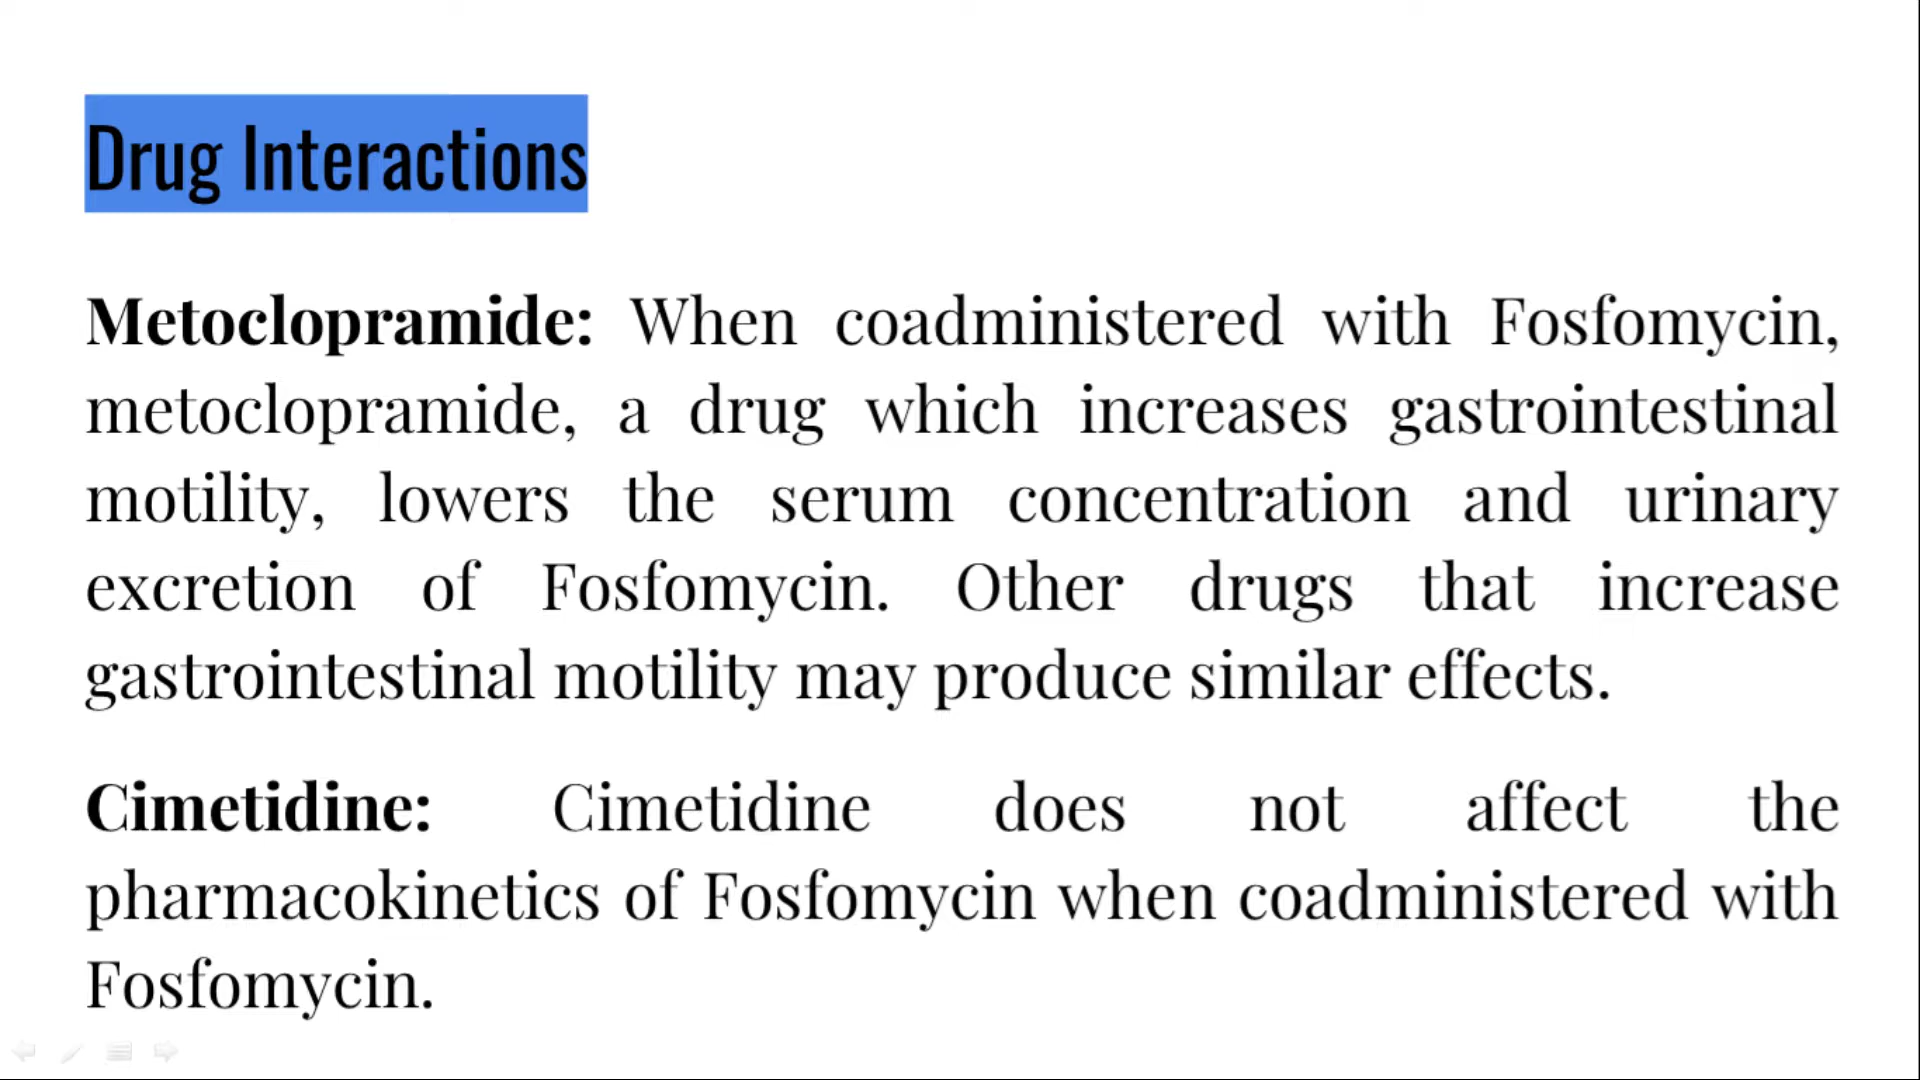 Drug Interactions
Metoclopramide: When coadministered with Fosfomycin,
metoclopramide, a drug which increases gastrointestinal
motility, lowers the serum concentration and urinary
excretion of Fosfomycin. Other drugs that increase
gastrointestinal motility may produce similar effects.
Cimetidine: Cimetidine does not affect the
pharmacokinetics of Fosfomycin when coadministered with
Fosfomycin.